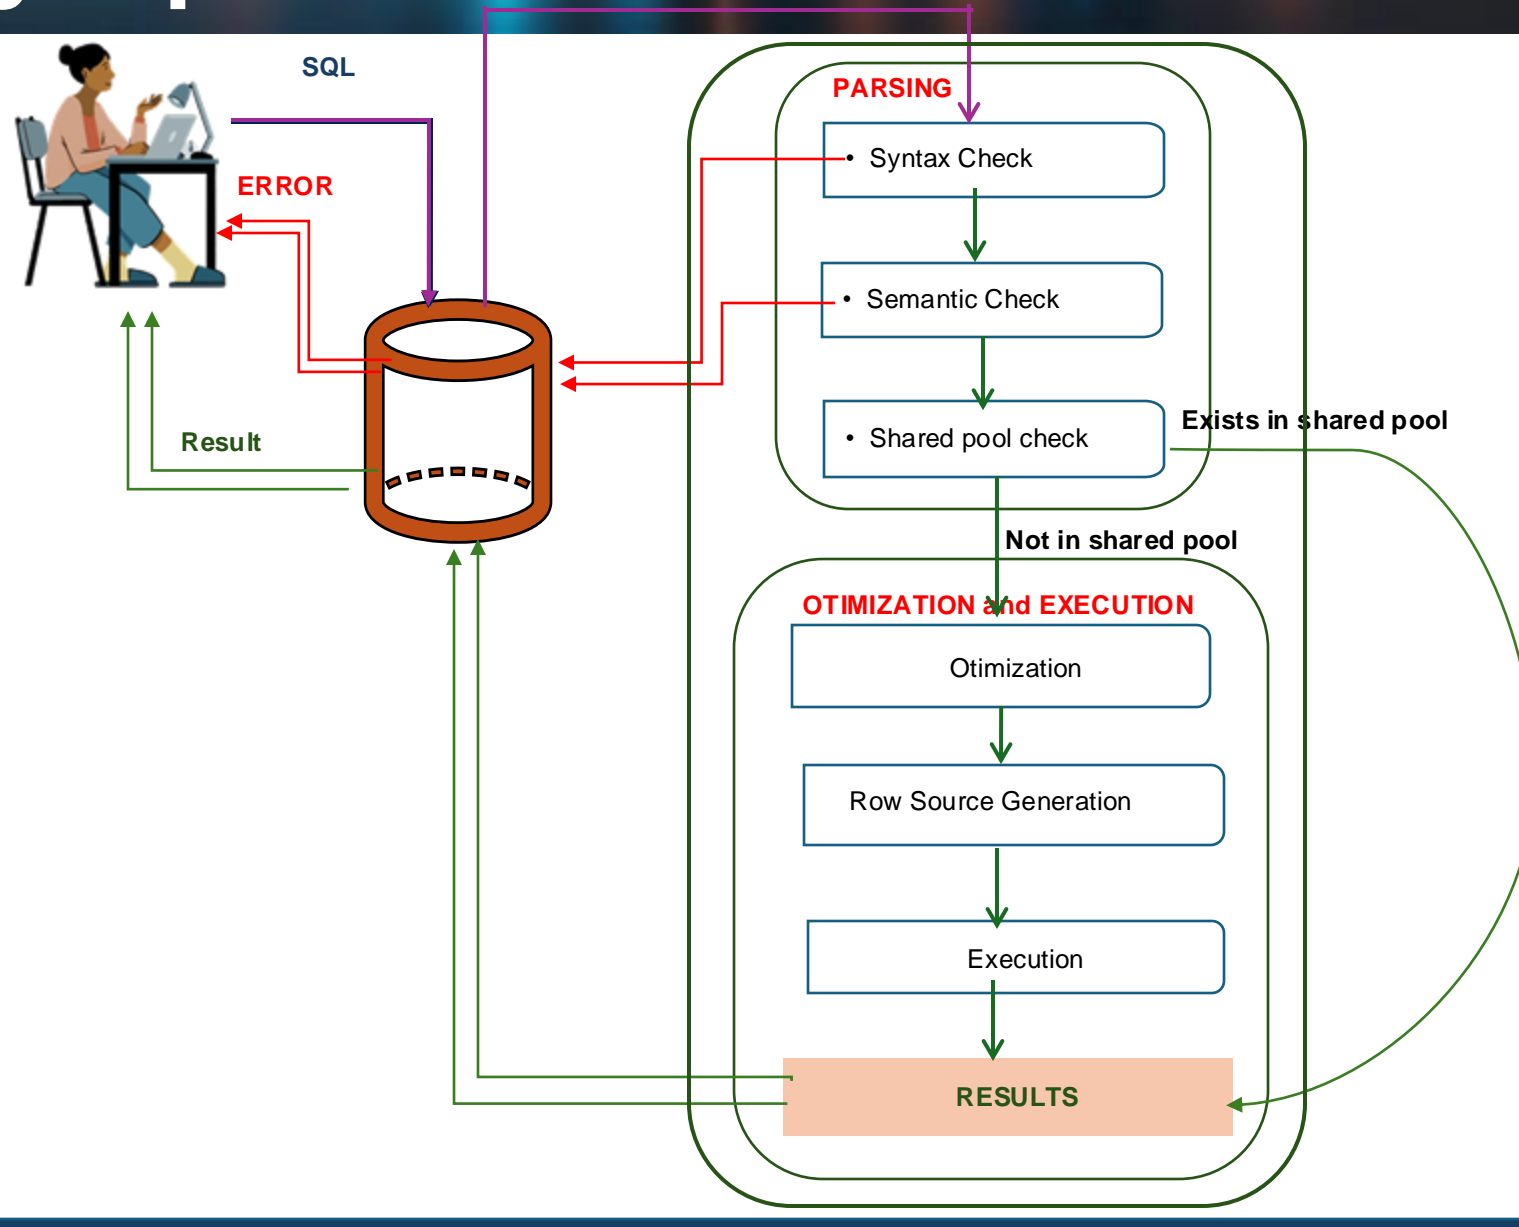 SQL
PARSING
• Syntax Check
ERROR
• Semantic Check
Exists in shared pool
• Shared pool check
Result
Not in shared pool
OTIMIZATION and EXECUTION
Otimization
Row Source Generation
Execution
RESULTS